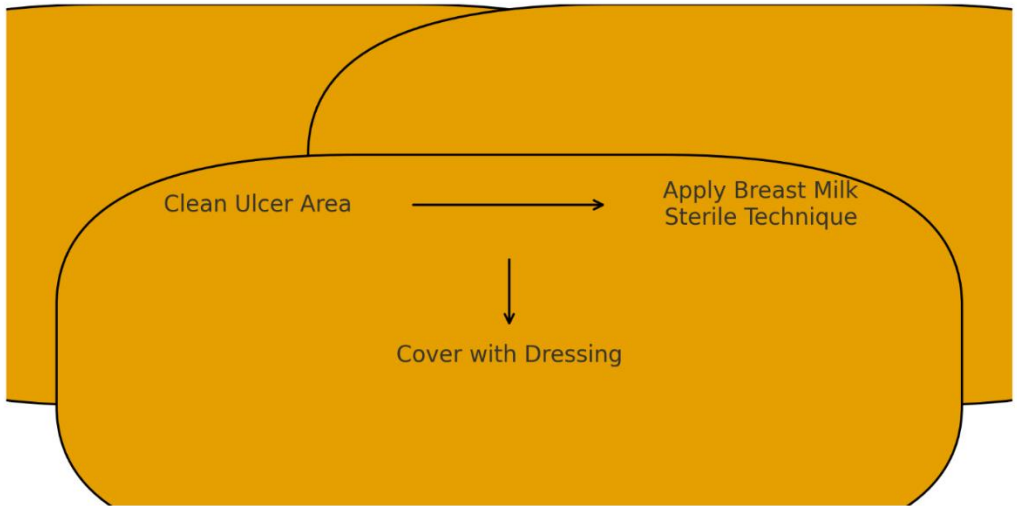 Clean Ulcer Area
Apply Breast Milk
Sterile Technique
Cover with Dressing